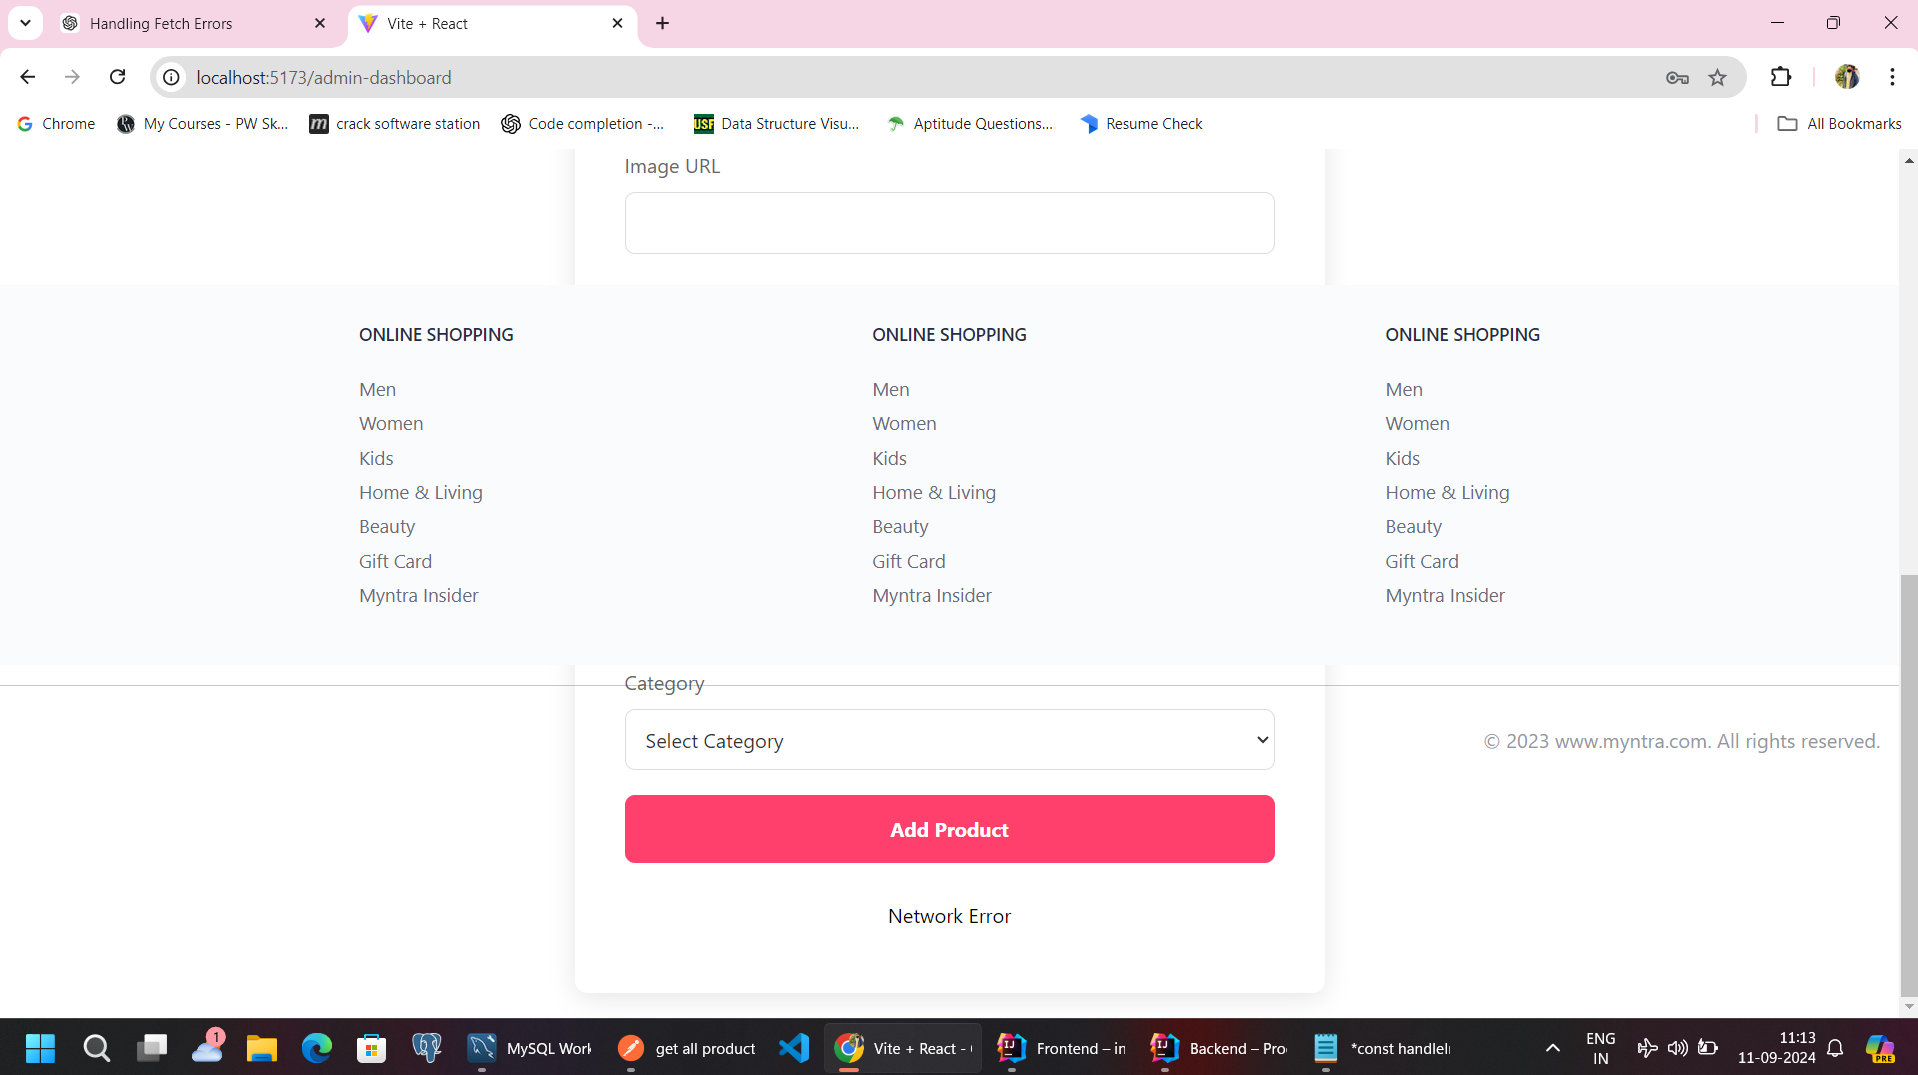 Handling Fetch Errors
Vite + React
localhost:5173/admin-dashboard
Chrome
My Courses - PW Sk...
m crack software station
Code completion -...
USF Data Structure Visu...
Aptitude Questions...
Resume Check
All Bookmarks
Image URL
ONLINE SHOPPING
Men
Women
Kids
Home & Living
Beauty
Gift Card
Myntra Insider
ONLINE SHOPPING
Men
Women
Kids
Home & Living
Beauty
Gift Card
Myntra Insider
ONLINE SHOPPING
Men
Women
Kids
Home & Living
Beauty
Gift Card
Myntra Insider
Category
Select Category
© 2023 www.myntra.com. All rights reserved.
Add Product
Network Error
1
MySQL Work
get all product
Vite + React -
Frontend – in
Backend – Pro
*const handleI
ENG
IN
11:13
11-09-2024
PRE